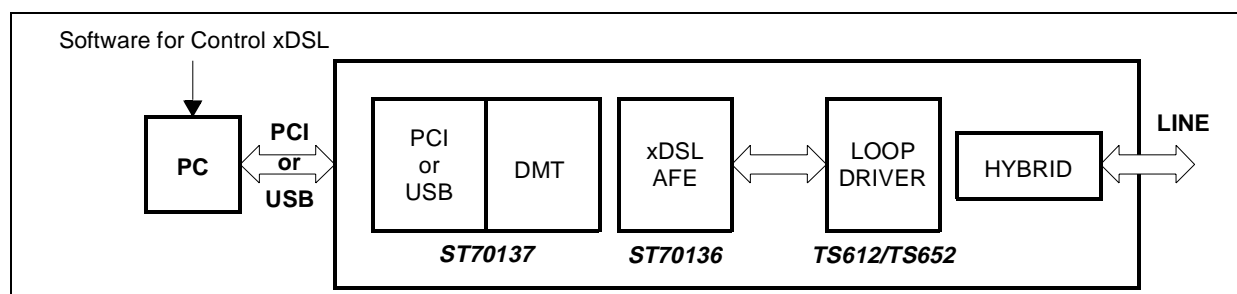 Software for Control xDSL
PC
PCI
or
USB
PCI
or
USB
DMT
xDSL
AFE
LOOP
DRIVER
HYBRID
LINE
ST70137
ST70136
TS612/TS652